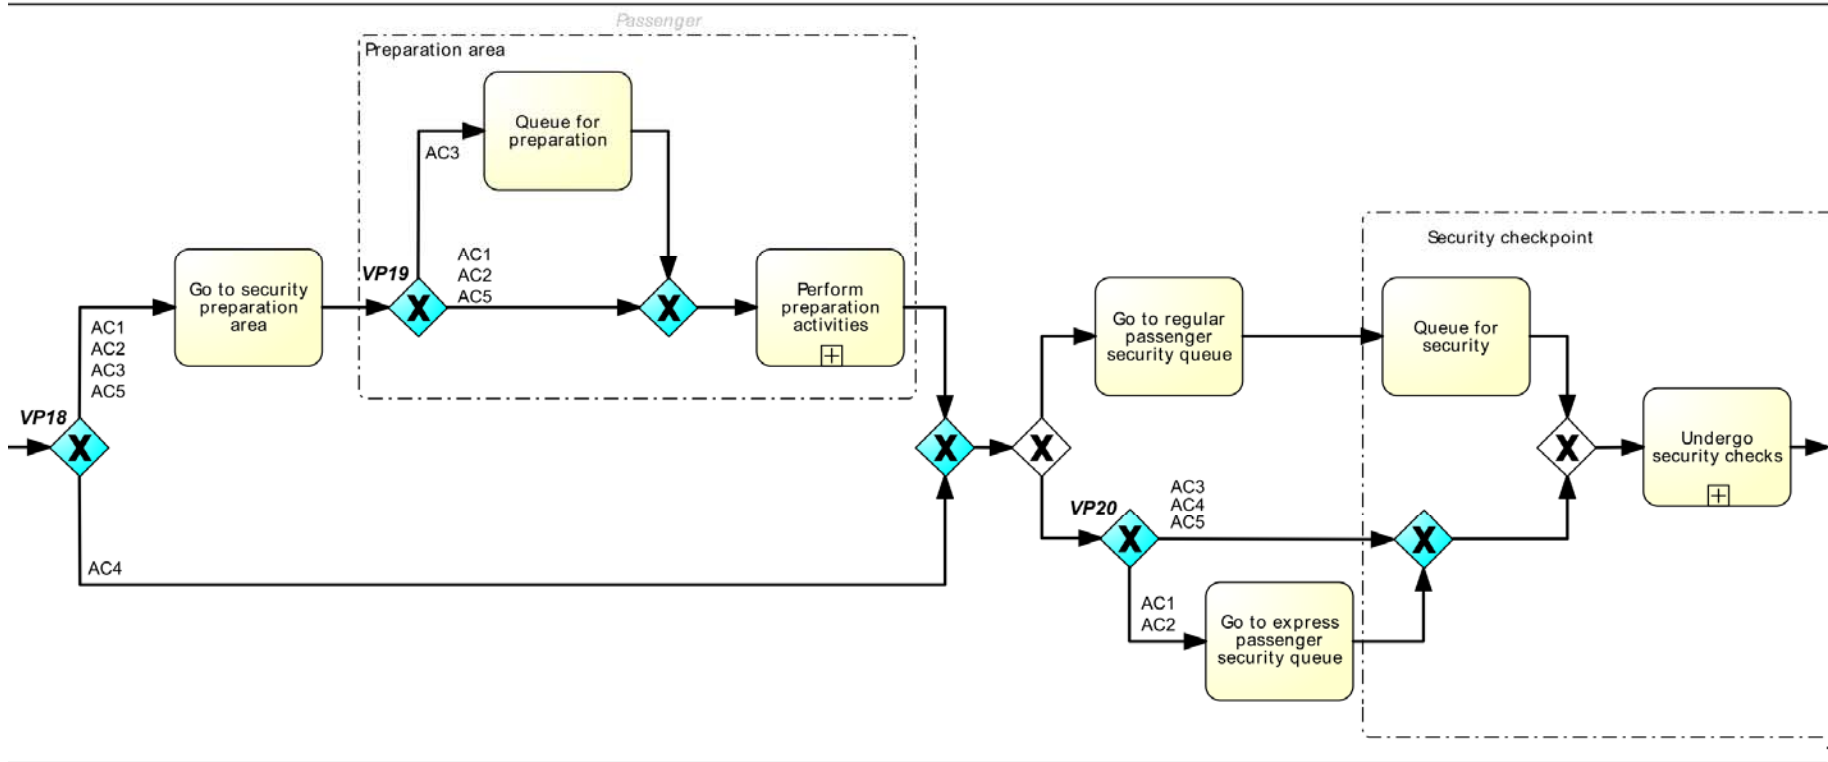 Passenger
Preparation area
Queue for
preparation
AC3
VP19
AC1
AC2
AC5
Go to security
preparation
area
Perform
preparation
activities
AC1
AC2
AC3
AC5
VP18
AC4
Security checkpoint
Go to regular
passenger
security queue
Queue for
security
Undergo
security checks
VP20
AC3
AC4
AC5
AC1
AC2
Go to express
passenger
security queue